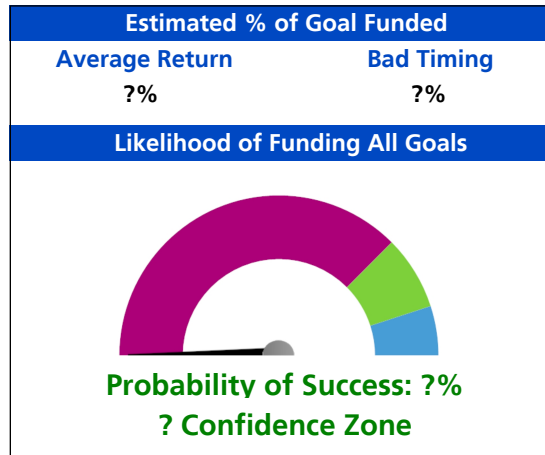 Estimated % of Goal Funded
Average Return Bad Timing
?% ?%
Likelihood of Funding All Goals
Probability of Success: ?%
? Confidence Zone